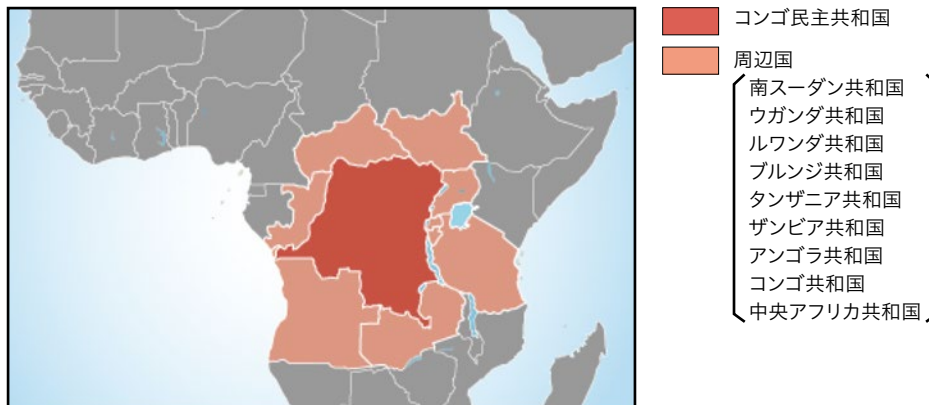 コンゴ民主共和国
周辺国
南スーダン共和国
ウガンダ共和国
ルワンダ共和国
ブルンジ共和国
タンザニア共和国
ザンビア共和国
アンゴラ共和国
コンゴ共和国
中央アフリカ共和国